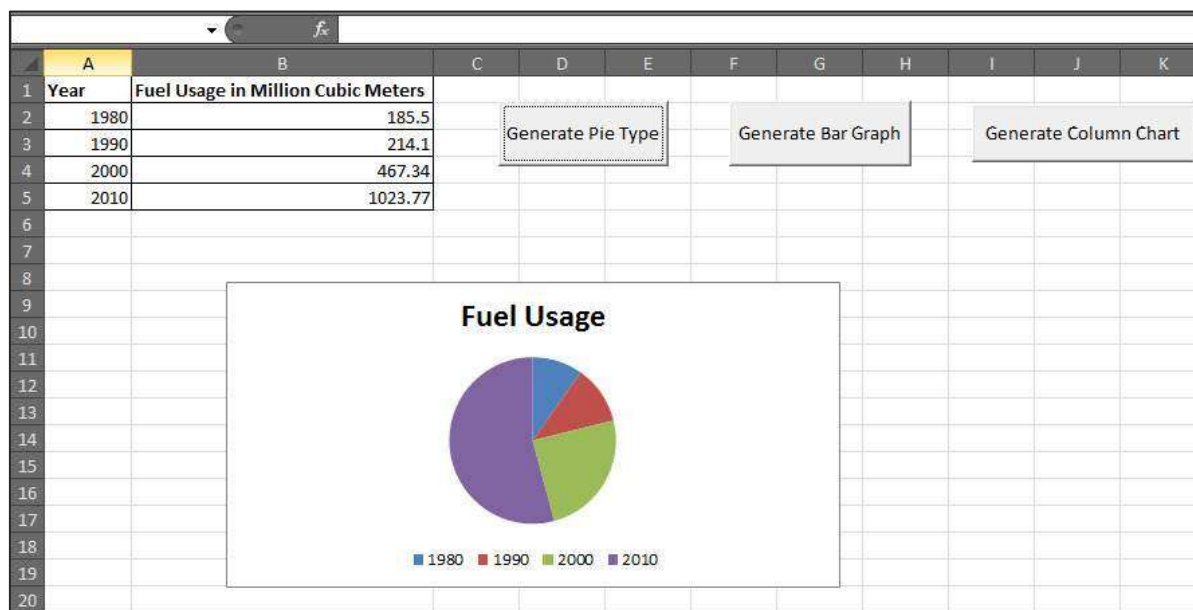 fx
A B C D E F G H I J K
1 Year Fuel Usage in Million Cubic Meters
2 1980 185.5
Generate Pie Type Generate Bar Graph Generate Column Chart
3 1990 214.1
4 2000 467.34
5 2010 1023.77
6
7
8
9
Fuel Usage
10
11
12
13
14
15
16
17
18
1980 1990 2000 2010
19
20